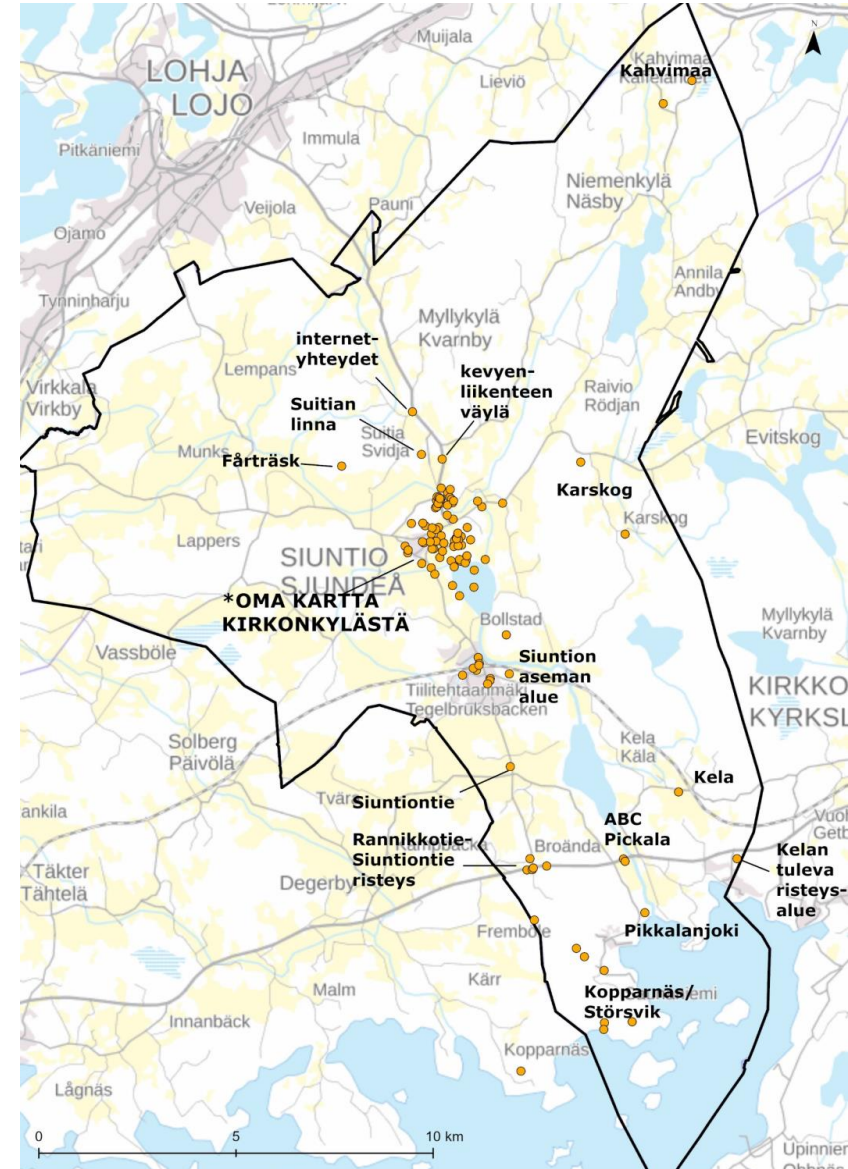 Muijala
N
LOHJA
LOJO
Kahvimaa
Kahvimaa
Lieviö
Pitkäniemi
Immula
Niemenkylä
Näsby
Veijola
Pauni
Ojamo
Annila
Andby
Tynninharju
Myllykylä
Kvarnby
internet-
yhteydet
Lempans
kevyen-
liikenteen
väylä
Raivio
Rödjan
Virkkala
Virkby
Suitian
linna
Suitia
Svidja
Evitskog
Munks
Fårträsk
Karskog
Karskog
Lappers
SIUNTIO
SJUNDEÅ
*OMA KARTTA
KIRKONKYLÄSTÄ
Bollstad
Myllykylä
Kvarnby
Vassböle
Siuntion
aseman
alue
Tiilitehtaanmäki
Tegelbruksbacken
KIRKKO
KYRKSL
Solberg
Päivölä
Kela
Käla
Kela
Siuntiontie
ABC
Pickala
Rannikkotie-
Siuntiontie
risteys
Broända
Kelan
tuleva
risteys-
alue
Täkter
Tähtelä
Degerby
Pikkalanjoki
Fremböle
Kärr
Malm
Kopparnäs/
Störsvik
Innanbäck
Kopparnäs
Lågnäs
0 5 10 km
Upinnier